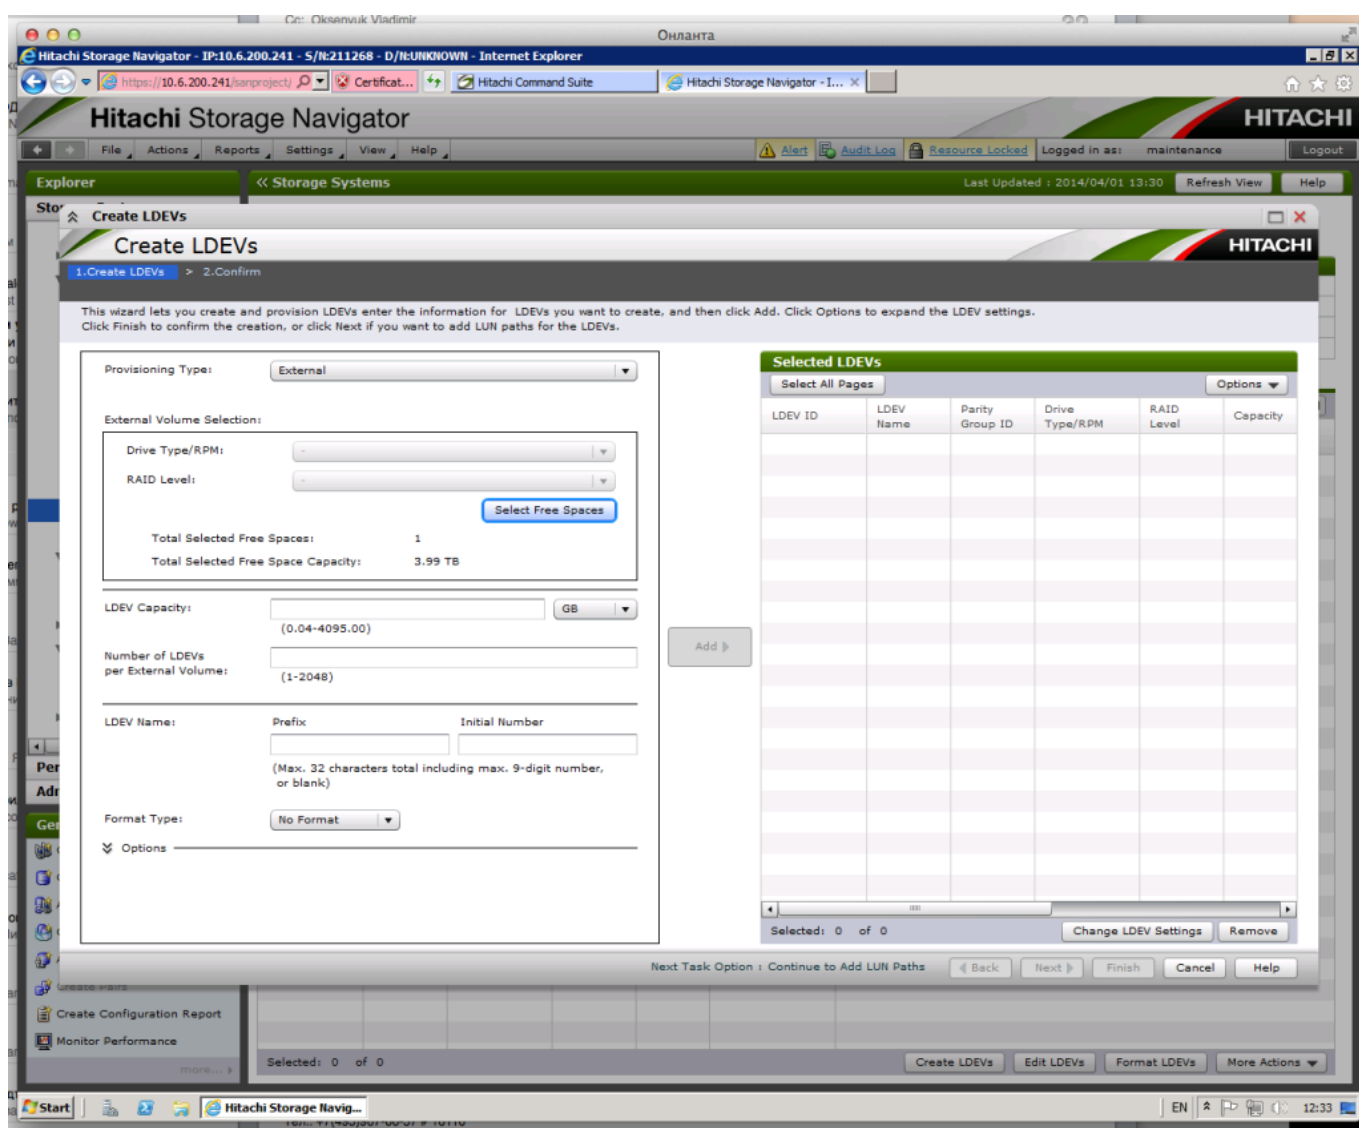 Cc: Oksenyuk Vladimir
Онланта
Hitachi Storage Navigator - IP:10.6.200.241 - S/N:211268 - D/N:UNKNOWN - Internet Explorer
https://10.6.200.241/sanproject/ Certificat... Hitachi Command Suite Hitachi Storage Navigator - I...
Hitachi Storage Navigator HITACHI
File Actions Reports Settings View Help Alert Audit Log Resource Locked Logged in as: maintenance Logout
Explorer << Storage Systems Last Updated : 2014/04/01 13:30 Refresh View Help
Create LDEVs
Create LDEVs HITACHI
1.Create LDEVs > 2.Confirm
This wizard lets you create and provision LDEVs enter the information for LDEVs you want to create, and then click Add. Click Options to expand the LDEV settings.
Click Finish to confirm the creation, or click Next if you want to add LUN paths for the LDEVs.
Provisioning Type: External
External Volume Selection:
Drive Type/RPM: -
RAID Level: -
Select Free Spaces
Total Selected Free Spaces: 1
Total Selected Free Space Capacity: 3.99 TB
LDEV Capacity: GB
(0.04-4095.00)
Number of LDEVs
per External Volume:
(1-2048)
LDEV Name: Prefix Initial Number
(Max. 32 characters total including max. 9-digit number,
or blank)
Format Type: No Format
Options
Add
Selected LDEVs
Select All Pages Options
LDEV ID LDEV Name Parity Group ID Drive Type/RPM RAID Level Capacity
Selected: 0 of 0 Change LDEV Settings Remove
Next Task Option : Continue to Add LUN Paths Back Next Finish Cancel Help
Create Pairs
Create Configuration Report
Monitor Performance
more...
Selected: 0 of 0 Create LDEVs Edit LDEVs Format LDEVs More Actions
Start Hitachi Storage Navig... EN 12:33